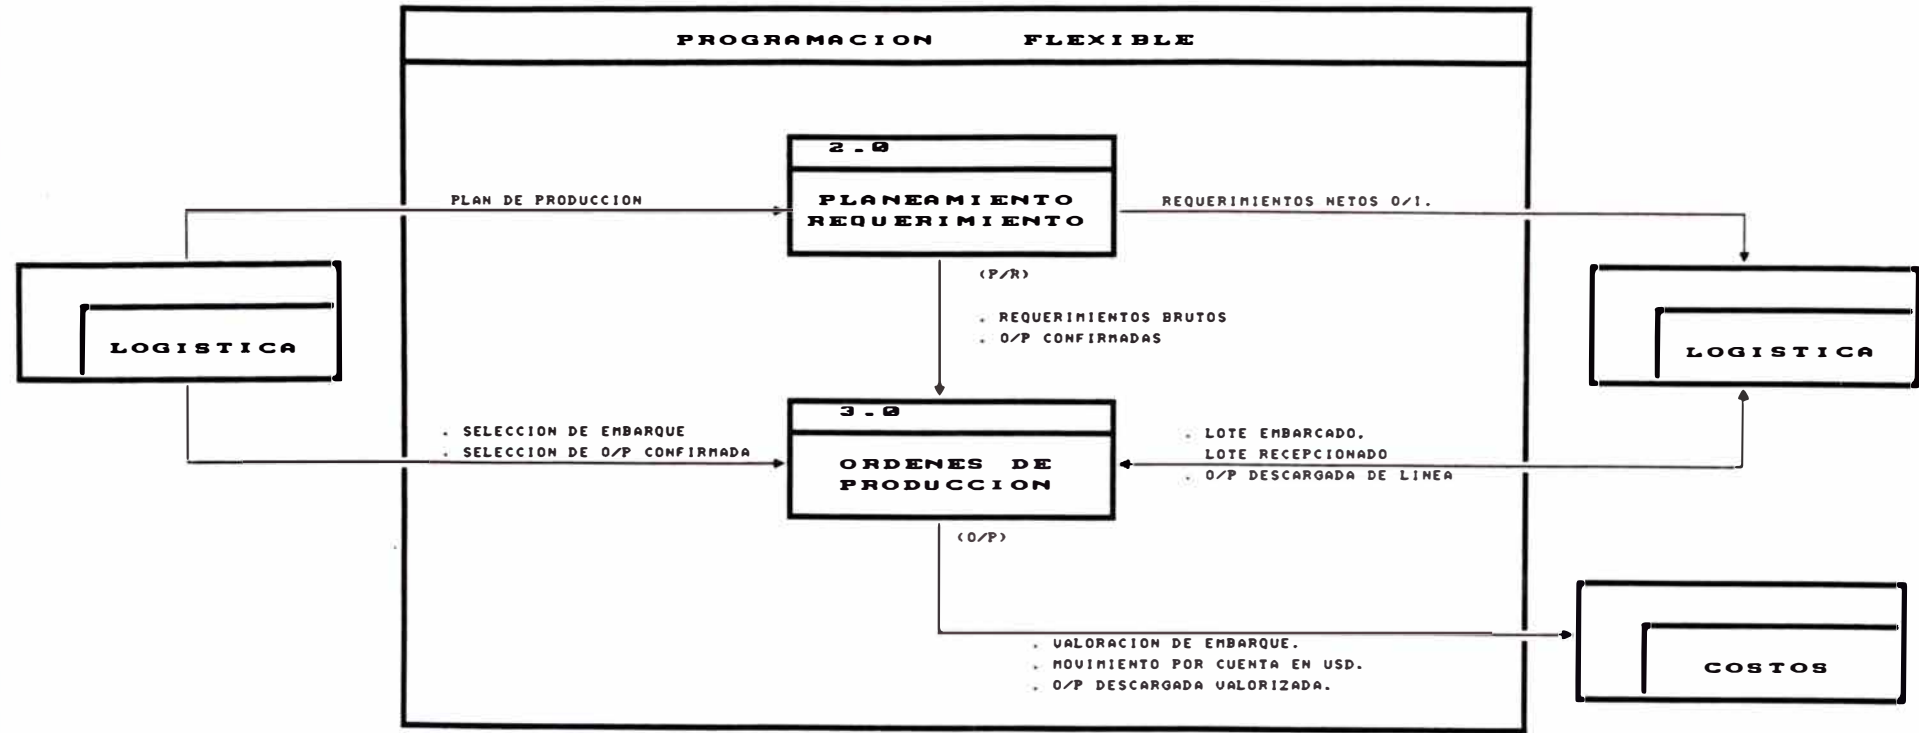 PROGRAMACION FLEXIBLE
2.0
PLANEAMIENTO
REQUERIMIENTO
PLAN DE PRODUCCION
REQUERIMIENTOS NETOS O/I.
(P/R)
. REQUERIMIENTOS BRUTOS
. O/P CONFIRMADAS
LOGISTICA
LOGISTICA
3.0
ORDENES DE
PRODUCCION
. SELECCION DE EMBARQUE
. SELECCION DE O/P CONFIRMADA
. LOTE EMBARCADO.
LOTE RECEPCIONADO
. O/P DESCARGADA DE LINEA
(O/P)
. VALORACION DE EMBARQUE.
. MOVIMIENTO POR CUENTA EN USD.
. O/P DESCARGADA VALORIZADA.
COSTOS